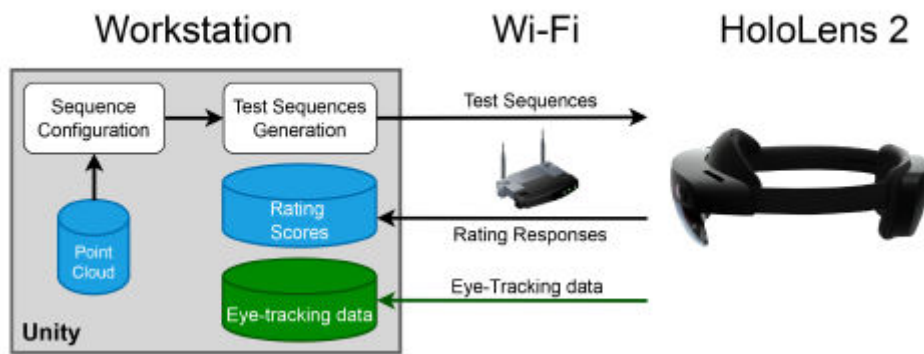 Workstation
Wi-Fi
HoloLens 2
Sequence
Configuration
Test Sequences
Generation
Test Sequences
Rating
Scores
Rating Responses
Point
Cloud
Eye-Tracking data
Eye-tracking data
Unity